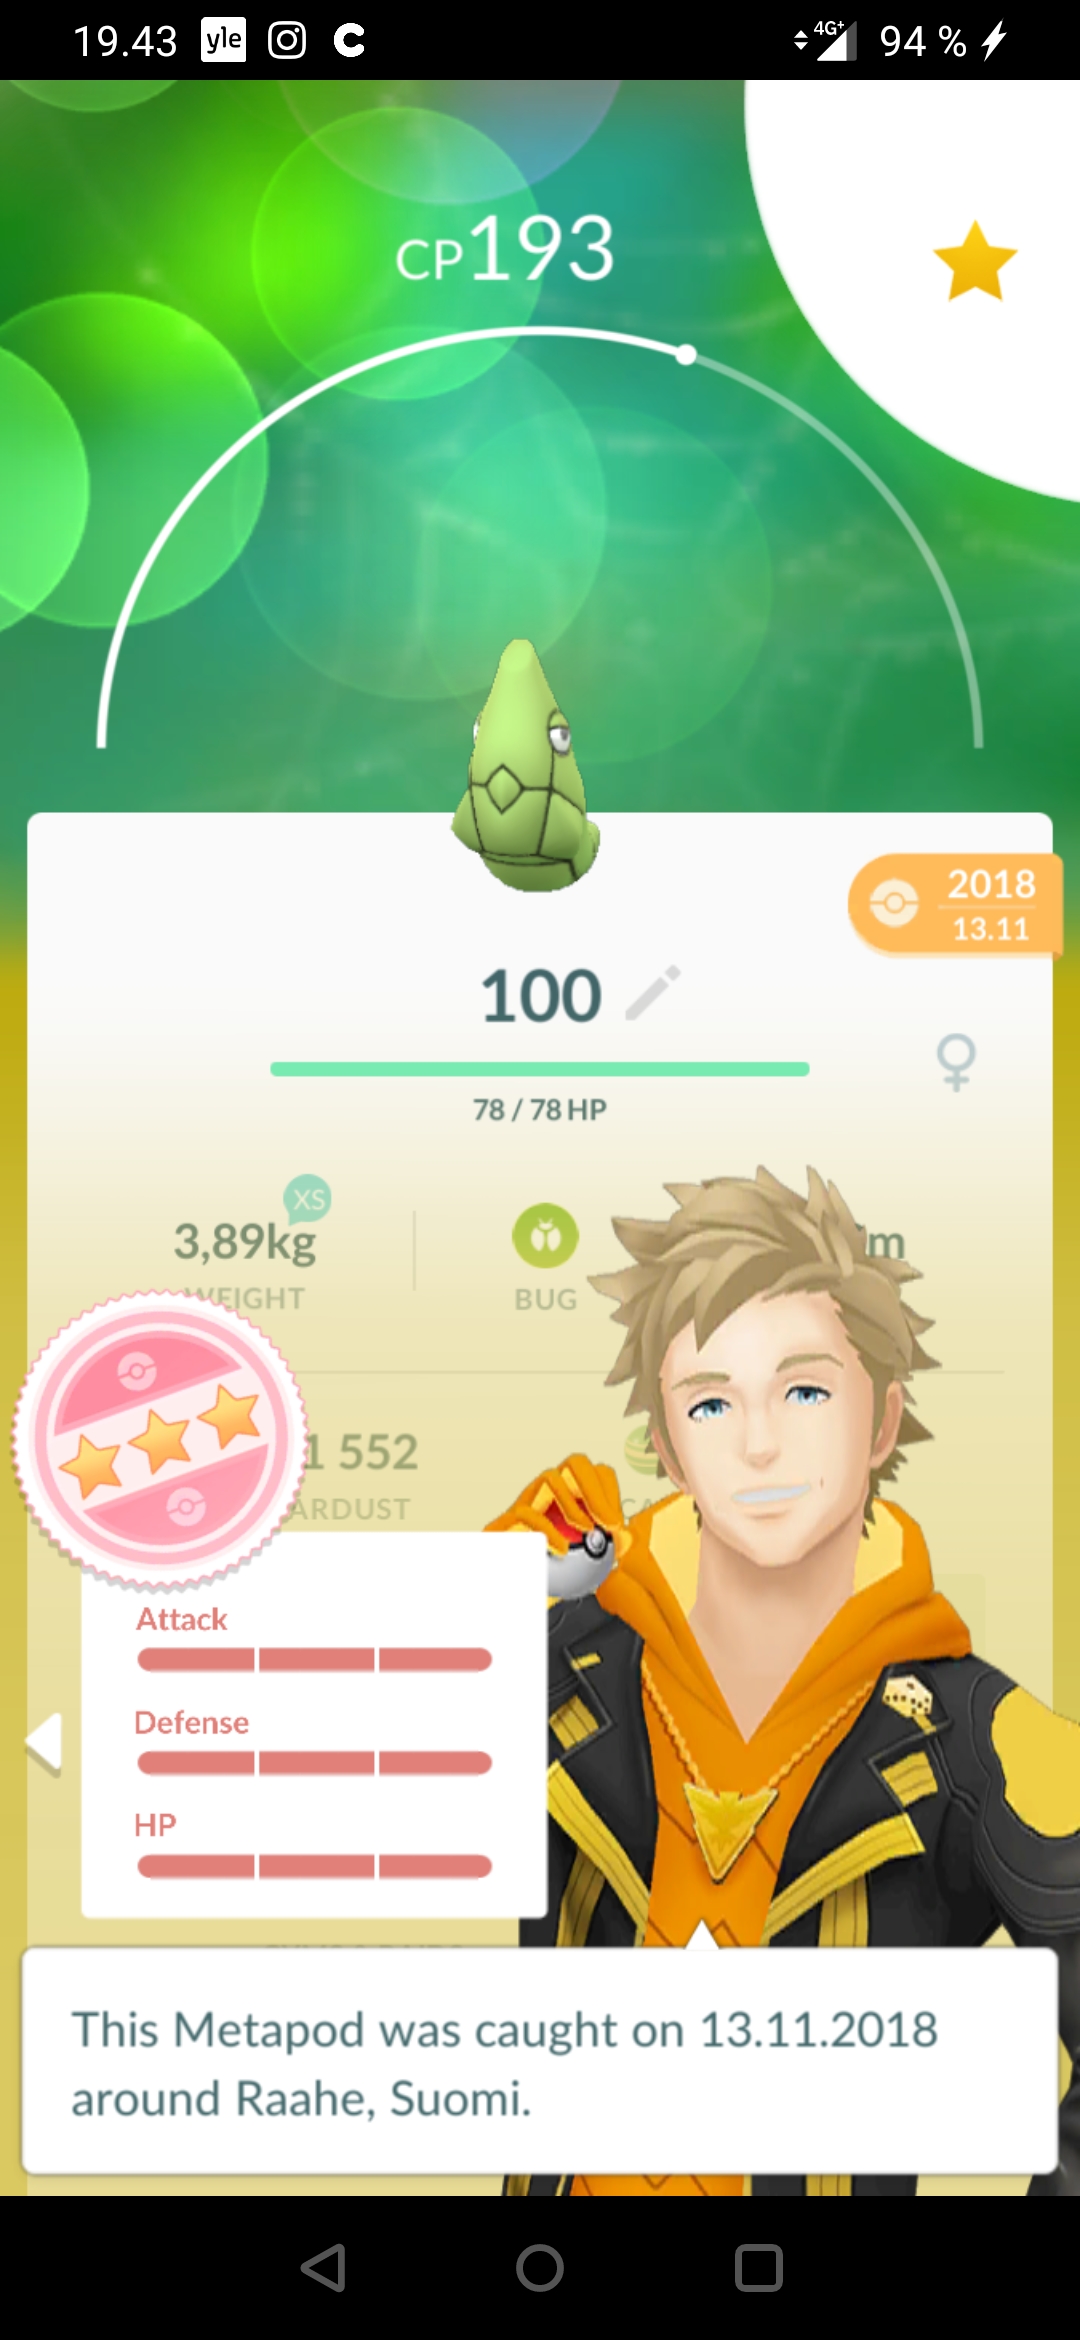 19.43 yle 4G+ 94 %
CP193
2018
13.11
100
78 / 78 HP
XS
3,89kg
m
WEIGHT
BUG
1 552
ARDUST
CA
Attack
Defense
HP
This Metapod was caught on 13.11.2018
around Raahe, Suomi.